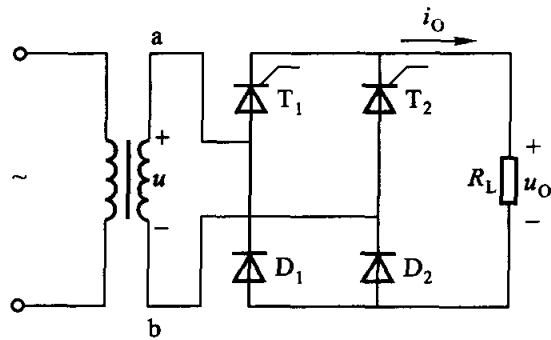 a
i_O
T_1
T_2
+
u
−
~
R_L
+
u_O
−
D_1
D_2
b